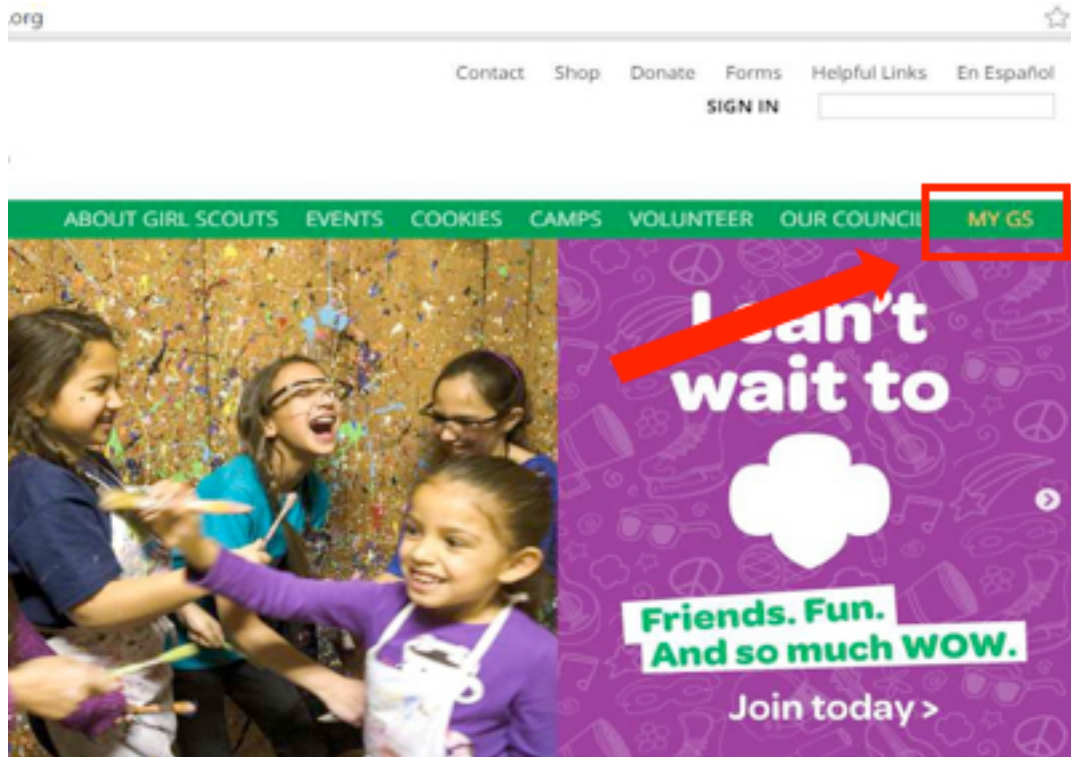 .org
Contact Shop Donate Forms Helpful Links En Español
SIGN IN
ABOUT GIRL SCOUTS EVENTS COOKIES CAMPS VOLUNTEER OUR COUNCIL MY GS
I can't
wait to
Friends. Fun.
And so much WOW.
Join today >